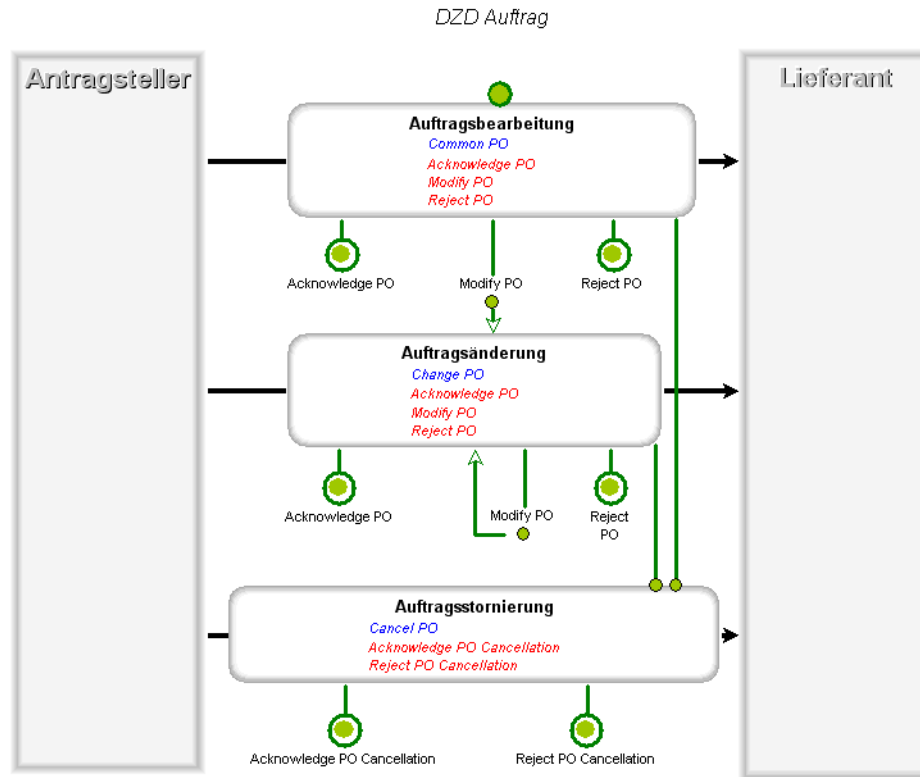 DZD Auftrag
Antragsteller
Lieferant
Auftragsbearbeitung
Common PO
Acknowledge PO
Modify PO
Reject PO
Acknowledge PO
Modify PO
Reject PO
Auftragsänderung
Change PO
Acknowledge PO
Modify PO
Reject PO
Acknowledge PO
Modify PO
Reject
PO
Auftragsstornierung
Cancel PO
Acknowledge PO Cancellation
Reject PO Cancellation
Acknowledge PO Cancellation
Reject PO Cancellation